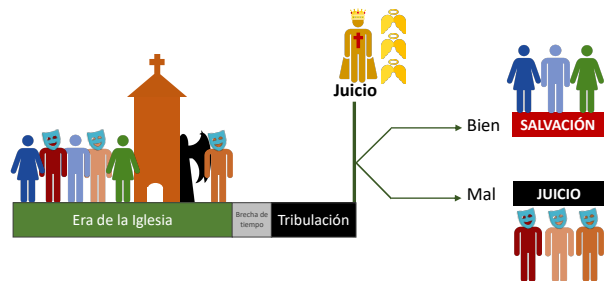 Juicio
Bien
SALVACIÓN
Mal
JUICIO
Era de la Iglesia
Brecha de
tiempo
Tribulación